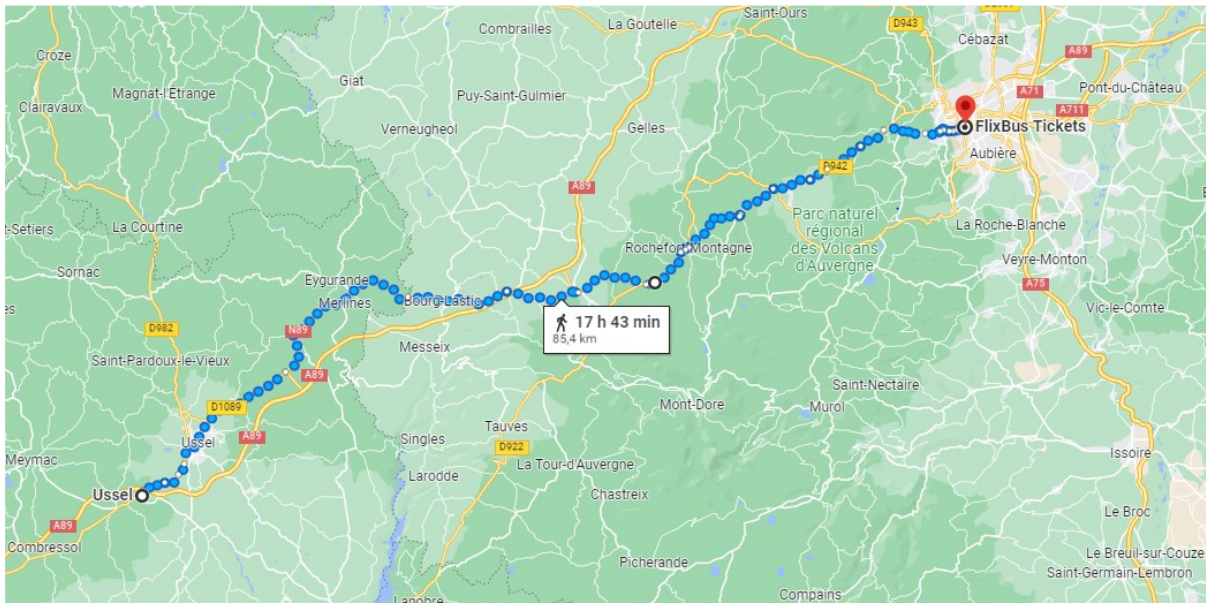 Saint-Ours
La Goutelle
Combrailles
D943
Cébazat
A89
Croze
Magnat-l'Étrange
Giat
Clairavaux
Puy-Saint-Gulmier
A71
Pont-du-Château
A711
Verneugheol
Gelles
FlixBus Tickets
Aubière
D942
A89
La Courtine
Parc naturel
régional
des Volcans
d'Auvergne
La Roche-Blanche
Rochefort-Montagne
Veyre-Monton
Sornac
Eygurande
Merlines
Bourg-Lastic
A75
Vic-le-Comte
D982
N89
17 h 43 min
85,4 km
Messeix
Saint-Pardoux-le-Vieux
A89
Saint-Nectaire
D1089
Mont-Dore
Murol
A89
Ussel
Singles
Tauves
D922
Issoire
Meymac
Larodde
La Tour-d'Auvergne
Ussel
Chastreix
A89
Le Broc
Combressol
Picherande
Le Breuil-sur-Couze
Saint-Germain-Lembron
Lanobre
Compains